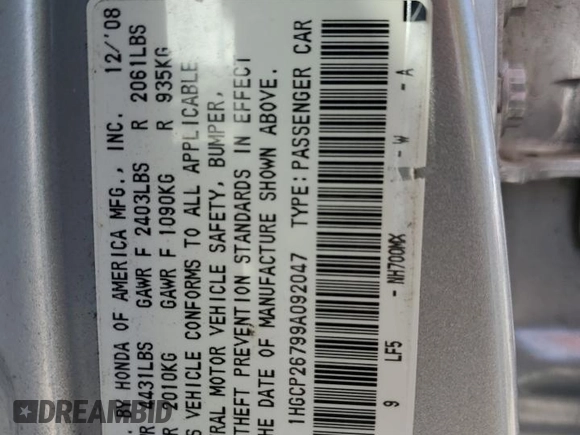 . BY HONDA OF AMERICA MFG., INC. 12/'08
4431LBS GAWR F 2403LBS R 2061LBS
2010KG GAWR F 1090KG R 935KG
VEHICLE CONFORMS TO ALL APPLICABLE
MOTOR VEHICLE SAFETY, BUMPER,
THEFT PREVENTION STANDARDS IN EFFECT
THE DATE OF MANUFACTURE SHOWN ABOVE.
1HGCP26799A092047 TYPE: PASSENGER CAR
- W - A
9 LF5 - NH700MX
DREAMBID